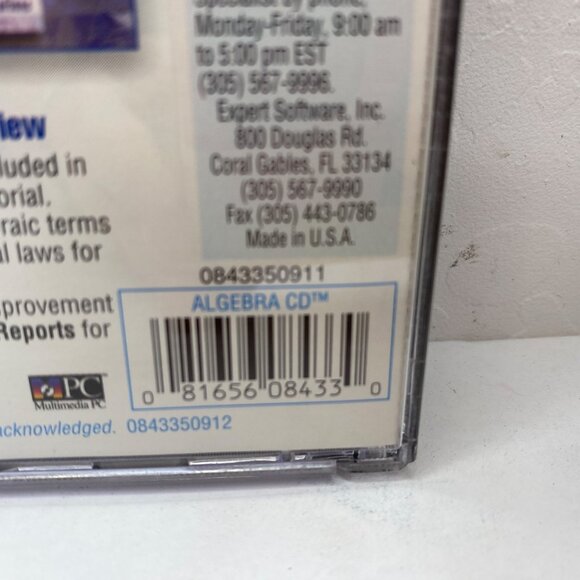 specialist by phone,
Monday-Friday, 9:00 am
to 5:00 pm EST
(305) 567-9996.
Expert Software, Inc.
800 Douglas Rd.
Coral Gables, FL 33134
(305) 567-9990
Fax (305) 443-0786
Made in U.S.A.
iew
luded in
orial.
raic terms
al laws for
provement
Reports for
0843350911
ALGEBRA CD™
0 81656 08433 0
PC
Multimedia PC
acknowledged. 0843350912